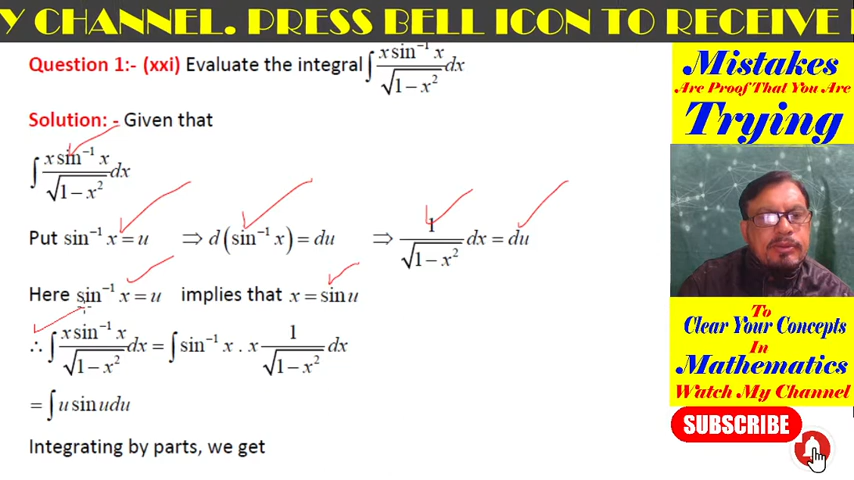 Y CHANNEL. PRESS BELL ICON TO RECEIVE
Question 1:- (xxi) Evaluate the integral ∫ x sin⁻¹ x / √(1 − x²) dx
Solution: - Given that
∫ x sin⁻¹ x / √(1 − x²) dx
Put sin⁻¹ x = u ⇒ d(sin⁻¹ x) = du ⇒ 1 / √(1 − x²) dx = du
Here sin⁻¹ x = u implies that x = sin u
∴ ∫ x sin⁻¹ x / √(1 − x²) dx = ∫ sin⁻¹ x . x 1 / √(1 − x²) dx
= ∫ u sin u du
Integrating by parts, we get
Mistakes
Are Proof That You Are
Trying
To
Clear Your Concepts
In
Mathematics
Watch My Channel
SUBSCRIBE